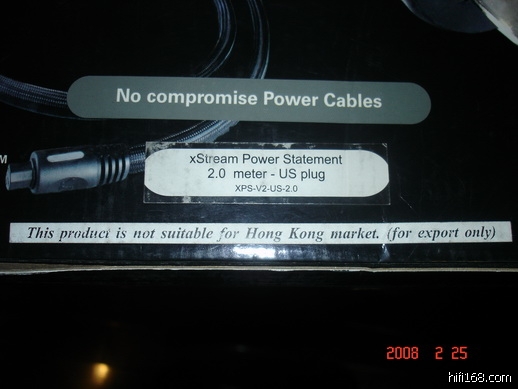 No compromise Power Cables
M
xStream Power Statement
2.0 meter - US plug
XPS-V2-US-2.0
This product is not suitable for Hong Kong market. (for export only)
2008 2 25
hifi168.com